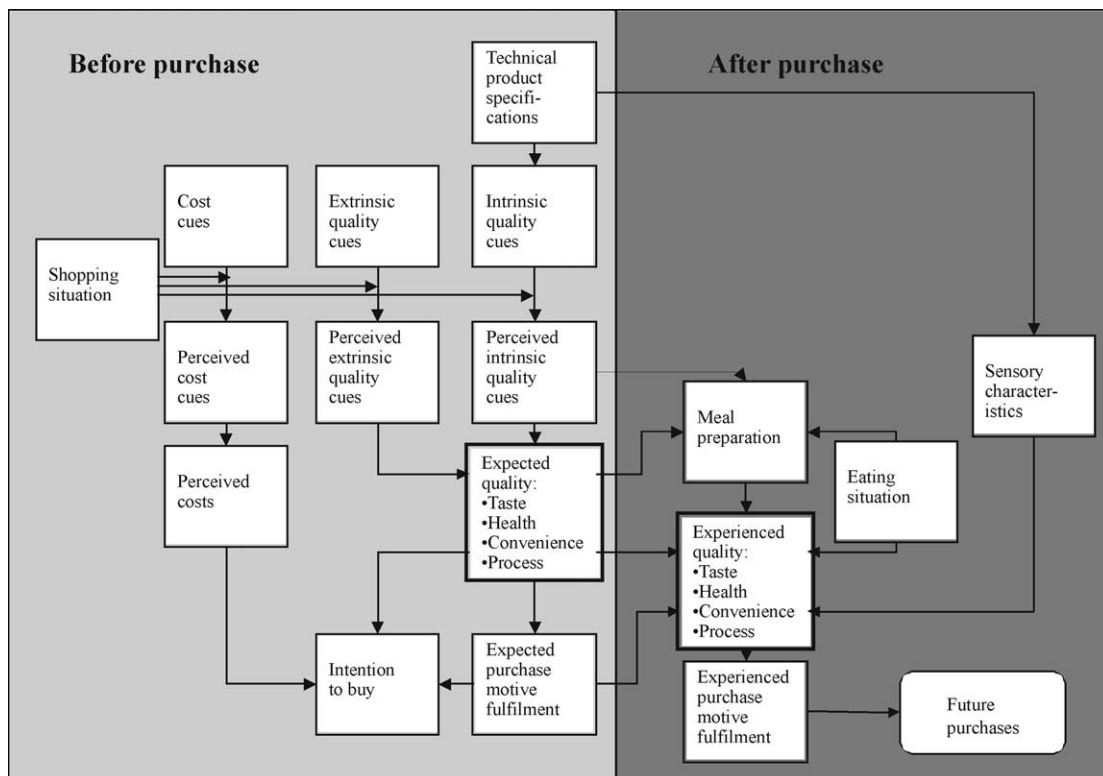 Before purchase
After purchase
Technical
product
specifi-
cations
Cost
cues
Extrinsic
quality
cues
Intrinsic
quality
cues
Shopping
situation
Perceived
cost
cues
Perceived
extrinsic
quality
cues
Perceived
intrinsic
quality
cues
Sensory
character-
istics
Meal
preparation
Perceived
costs
Expected
quality:
•Taste
•Health
•Convenience
•Process
Eating
situation
Experienced
quality:
•Taste
•Health
•Convenience
•Process
Intention
to buy
Expected
purchase
motive
fulfilment
Experienced
purchase
motive
fulfilment
Future
purchases